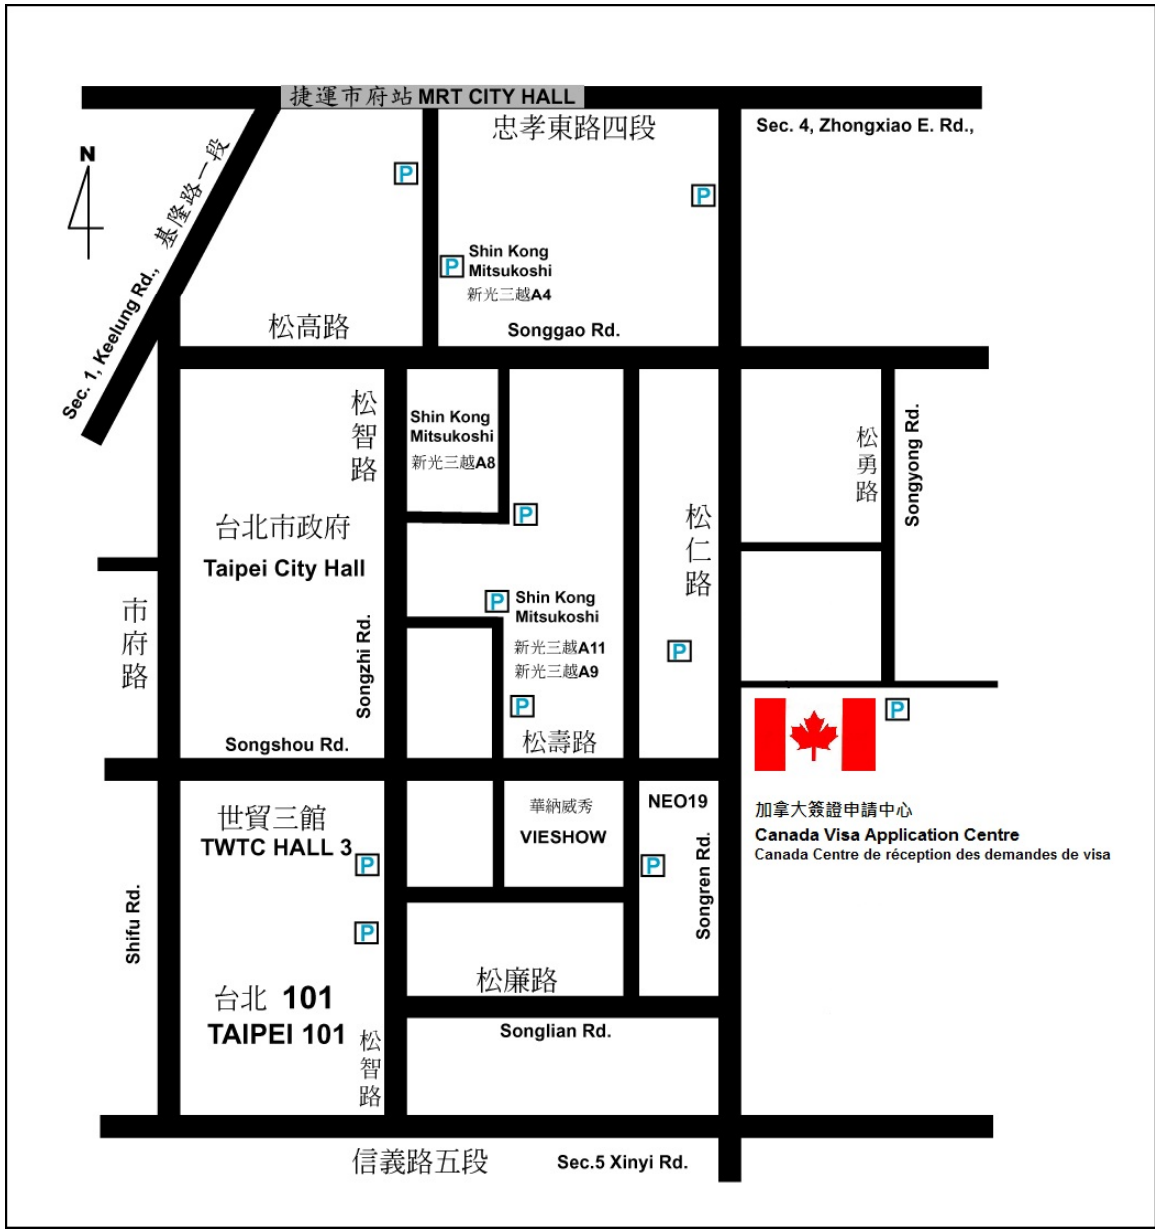 捷運市府站 MRT CITY HALL
忠孝東路四段
Sec. 4, Zhongxiao E. Rd.,
N
基隆路一段
Sec. 1, Keelung Rd.,
P
P
P
Shin Kong
Mitsukoshi
新光三越A4
松高路
Songgao Rd.
松智路
Shin Kong
Mitsukoshi
新光三越A8
松勇路
Songyong Rd.
台北市政府
Taipei City Hall
P
松仁路
市府路
Songzhi Rd.
P
Shin Kong
Mitsukoshi
新光三越A11
新光三越A9
P
P
P
Songshou Rd.
松壽路
世貿三館
TWTC HALL 3
P
華納威秀
VIESHOW
NEO19
P
Songren Rd.
加拿大簽證申請中心
Canada Visa Application Centre
Canada Centre de réception des demandes de visa
Shifu Rd.
P
台北 101
TAIPEI 101
松智路
松廉路
Songlian Rd.
信義路五段
Sec.5 Xinyi Rd.